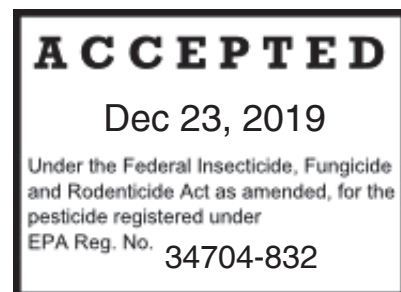 ACCEPTED
Dec 23, 2019
Under the Federal Insecticide, Fungicide
and Rodenticide Act as amended, for the
pesticide registered under
EPA Reg. No. 34704-832